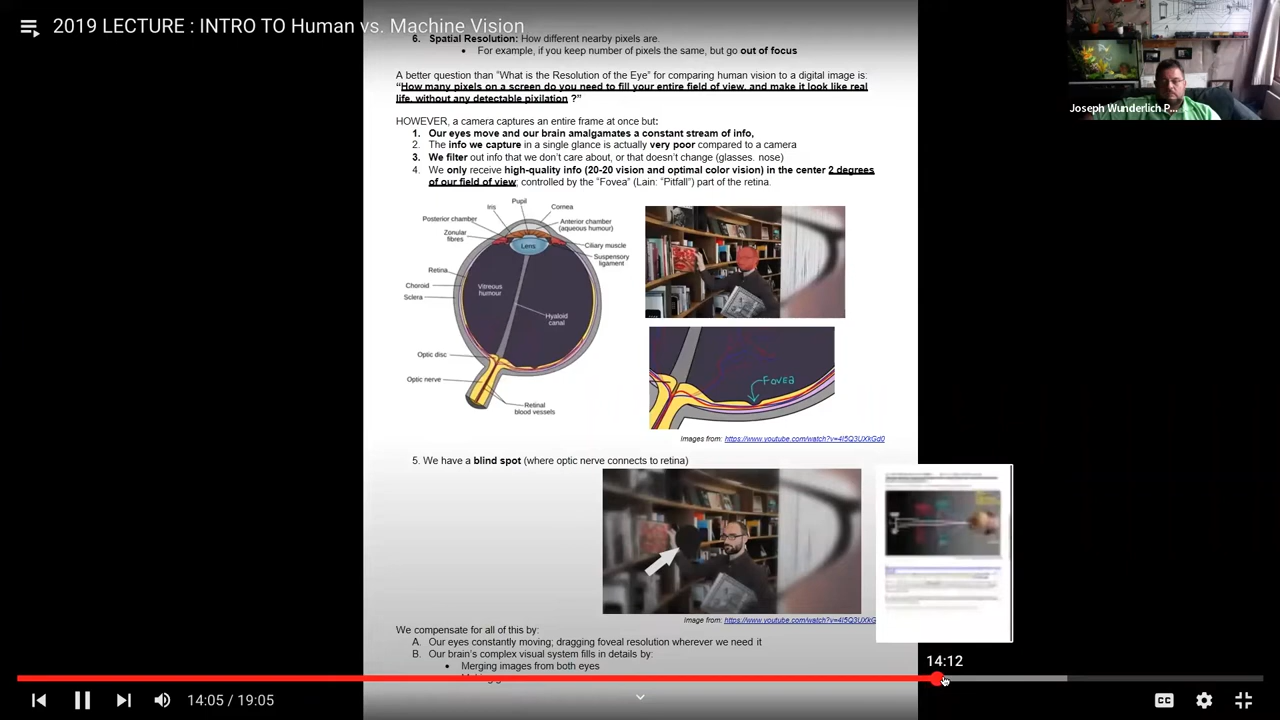 2019 LECTURE : INTRO TO Human vs. Machine Vision
6. Spatial Resolution: How different nearby pixels are.
• For example, if you keep number of pixels the same, but go out of focus
A better question than "What is the Resolution of the Eye" for comparing human vision to a digital image is:
"How many pixels on a screen do you need to fill your entire field of view, and make it look like real
life, without any detectable pixilation ?"
HOWEVER, a camera captures an entire frame at once but:
1. Our eyes move and our brain amalgamates a constant stream of info,
2. The info we capture in a single glance is actually very poor compared to a camera
3. We filter out info that we don't care about, or that doesn't change (glasses. nose)
4. We only receive high-quality info (20-20 vision and optimal color vision) in the center 2 degrees
of our field of view, controlled by the "Fovea" (Lain: "Pitfall") part of the retina.
Pupil
Iris
Cornea
Posterior chamber
Anterior chamber
(aqueous humour)
Zonular
fibres
Lens
Ciliary muscle
Suspensory
ligament
Retina
Choroid
Sclera
Vitreous
humour
Hyaloid
canal
Optic disc
Optic nerve
Retinal
blood vessels
Fovea
Images from: https://www.youtube.com/watch?v=4I5Q3UXkGd0
5. We have a blind spot (where optic nerve connects to retina)
Image from: https://www.youtube.com/watch?v=4I5Q3UXkG
We compensate for all of this by:
A. Our eyes constantly moving; dragging foveal resolution wherever we need it
B. Our brain's complex visual system fills in details by:
• Merging images from both eyes
Joseph Wunderlich P...
14:12
14:05 / 19:05
CC